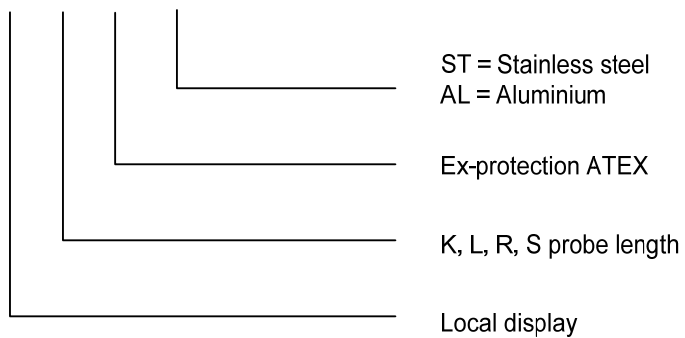 ST = Stainless steel
AL = Aluminium
Ex-protection ATEX
K, L, R, S probe length
Local display